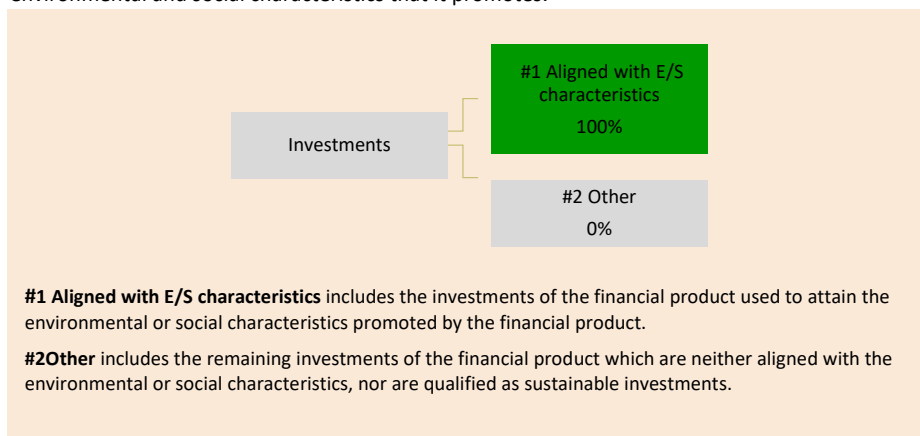 environmental and social characteristics that it promotes.
#1 Aligned with E/S
characteristics
100%
Investments
#2 Other
0%
#1 Aligned with E/S characteristics includes the investments of the financial product used to attain the
environmental or social characteristics promoted by the financial product.
#2Other includes the remaining investments of the financial product which are neither aligned with the
environmental or social characteristics, nor are qualified as sustainable investments.